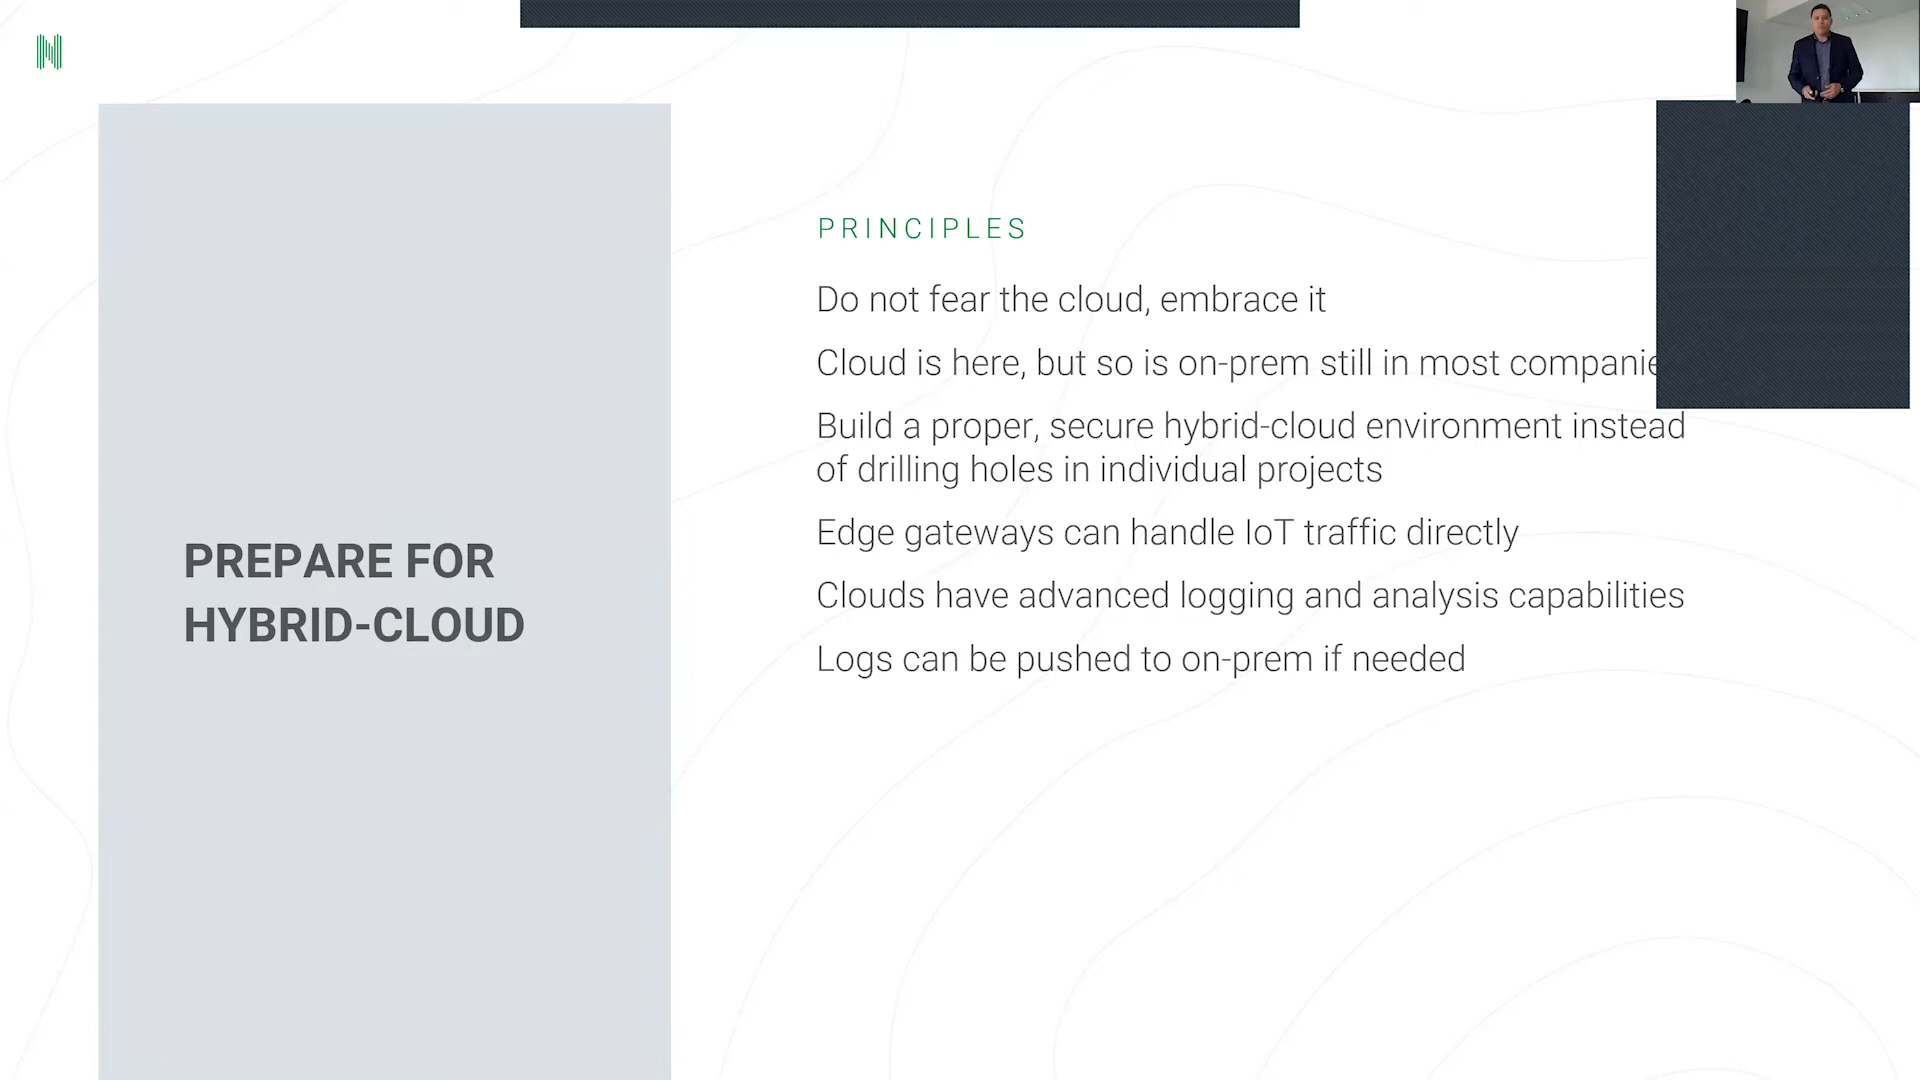 PREPARE FOR
HYBRID-CLOUD
PRINCIPLES
Do not fear the cloud, embrace it
Cloud is here, but so is on-prem still in most
Build a proper, secure hybrid-cloud environment instead
of drilling holes in individual projects
Edge gateways can handle IoT traffic directly
Clouds have advanced logging and analysis capabilities
Logs can be pushed to on-prem if needed